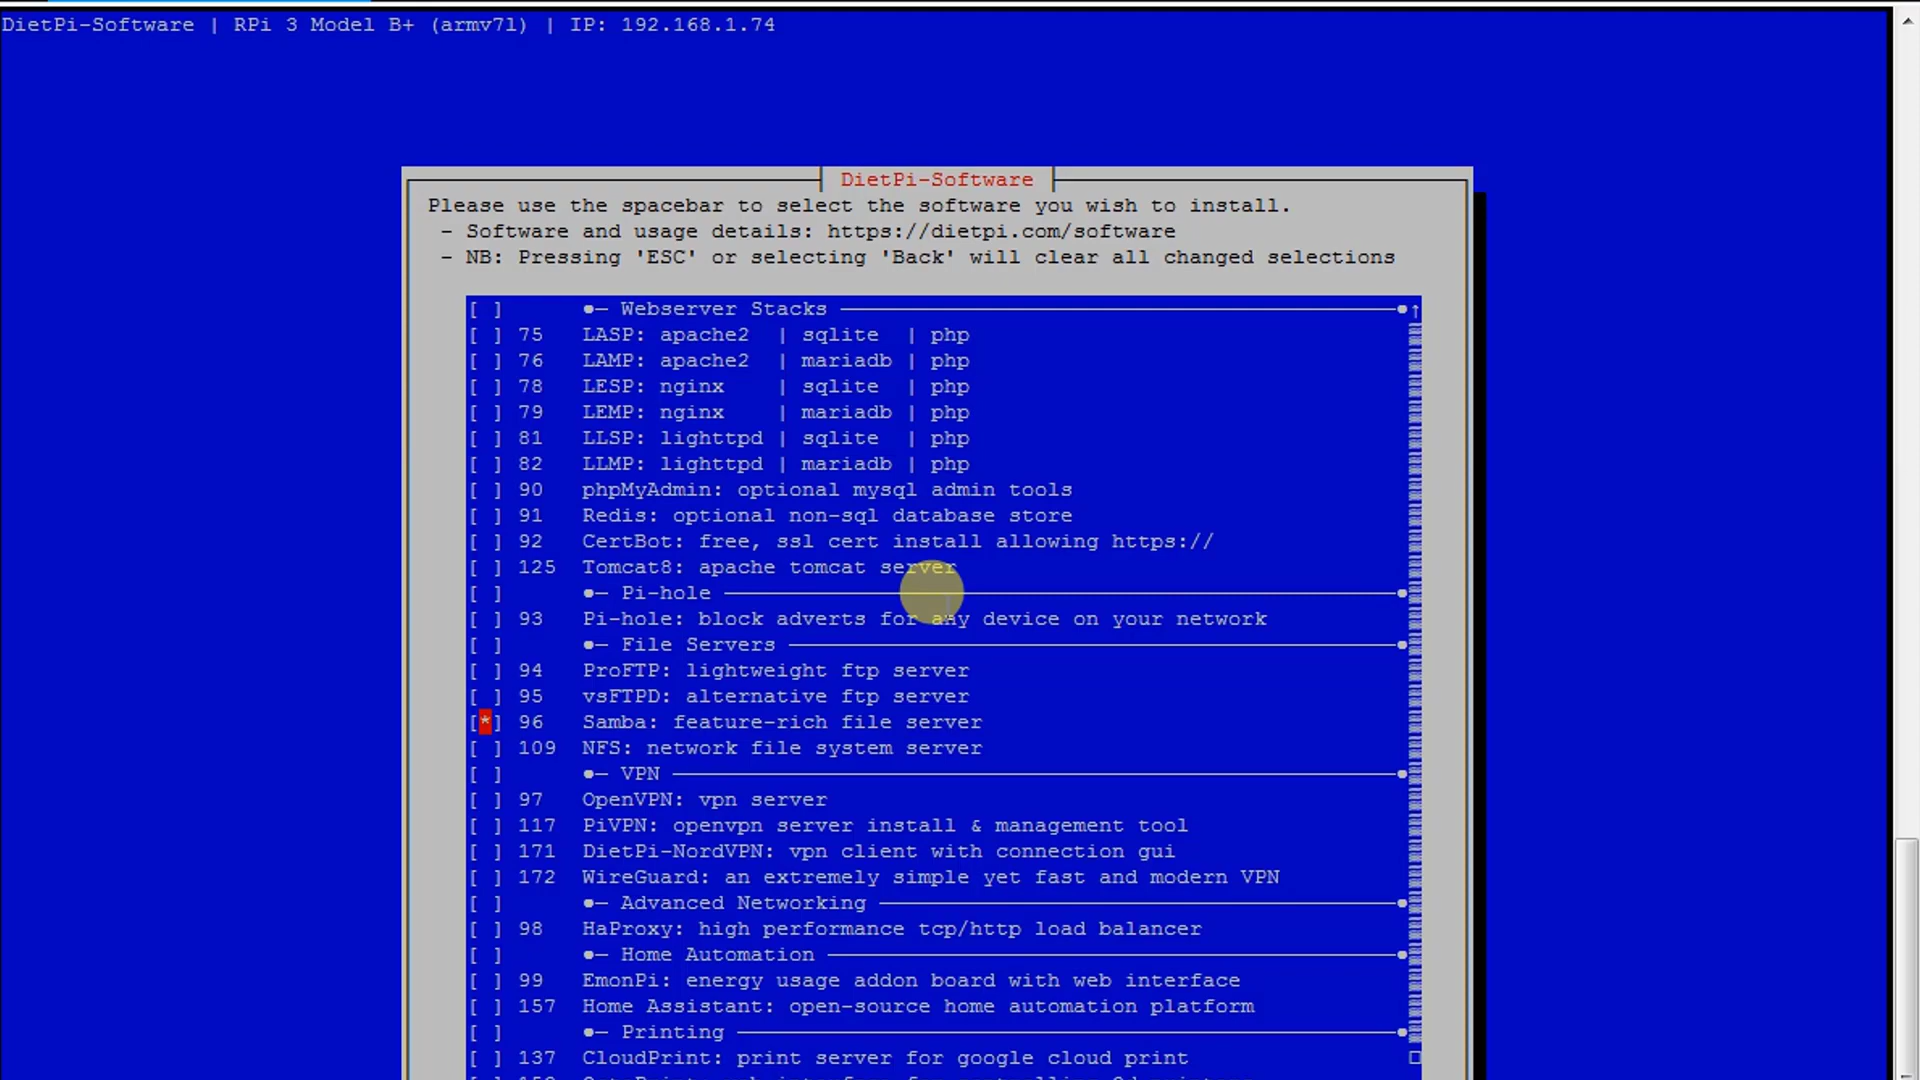 DietPi-Software | RPi 3 Model B+ (armv7l) | IP: 192.168.1.74
DietPi-Software
Please use the spacebar to select the software you wish to install.
- Software and usage details: https://dietpi.com/software
- NB: Pressing 'ESC' or selecting 'Back' will clear all changed selections
[ ] ●─ Webserver Stacks ─●
[ ] 75 LASP: apache2 | sqlite | php
[ ] 76 LAMP: apache2 | mariadb | php
[ ] 78 LESP: nginx | sqlite | php
[ ] 79 LEMP: nginx | mariadb | php
[ ] 81 LLSP: lighttpd | sqlite | php
[ ] 82 LLMP: lighttpd | mariadb | php
[ ] 90 phpMyAdmin: optional mysql admin tools
[ ] 91 Redis: optional non-sql database store
[ ] 92 CertBot: free, ssl cert install allowing https://
[ ] 125 Tomcat8: apache tomcat server
[ ] ●─ Pi-hole ─●
[ ] 93 Pi-hole: block adverts for any device on your network
[ ] ●─ File Servers ─●
[ ] 94 ProFTP: lightweight ftp server
[ ] 95 vsFTPD: alternative ftp server
[*] 96 Samba: feature-rich file server
[ ] 109 NFS: network file system server
[ ] ●─ VPN ─●
[ ] 97 OpenVPN: vpn server
[ ] 117 PiVPN: openvpn server install & management tool
[ ] 171 DietPi-NordVPN: vpn client with connection gui
[ ] 172 WireGuard: an extremely simple yet fast and modern VPN
[ ] ●─ Advanced Networking ─●
[ ] 98 HaProxy: high performance tcp/http load balancer
[ ] ●─ Home Automation ─●
[ ] 99 EmonPi: energy usage addon board with web interface
[ ] 157 Home Assistant: open-source home automation platform
[ ] ●─ Printing ─●
[ ] 137 CloudPrint: print server for google cloud print